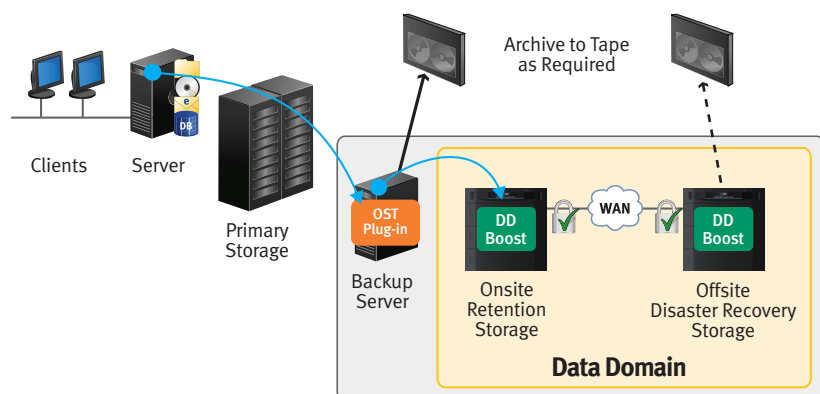 Archive to Tape
as Required
e
DB
Clients
Server
Primary
Storage
OST
Plug-in
Backup
Server
DD
Boost
WAN
DD
Boost
Onsite
Retention
Storage
Offsite
Disaster Recovery
Storage
Data Domain